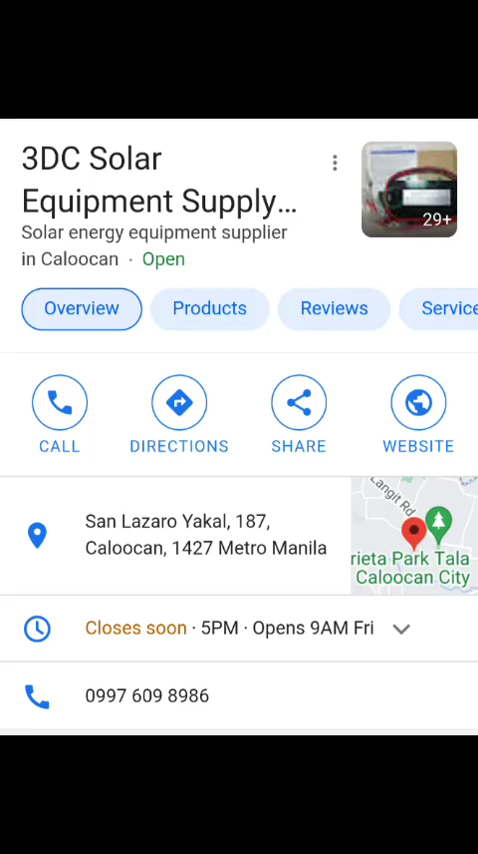 3DC Solar
Equipment Supply...
Solar energy equipment supplier
in Caloocan · Open
29+
Overview
Products
Reviews
Service
CALL
DIRECTIONS
SHARE
WEBSITE
San Lazaro Yakal, 187,
Caloocan, 1427 Metro Manila
Langit Rd
rieta Park Tala
Caloocan City
Closes soon · 5PM · Opens 9AM Fri
0997 609 8986